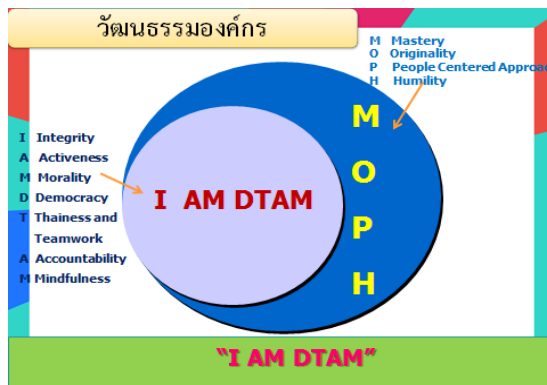 วัฒนธรรมองค์กร
M Mastery
O Originality
P People Centered Approac
H Humility
I Integrity
A Activeness
M Morality
D Democracy
T Thainess and
Teamwork
A Accountability
M Mindfulness
I AM DTAM
M
O
P
H
"I AM DTAM"